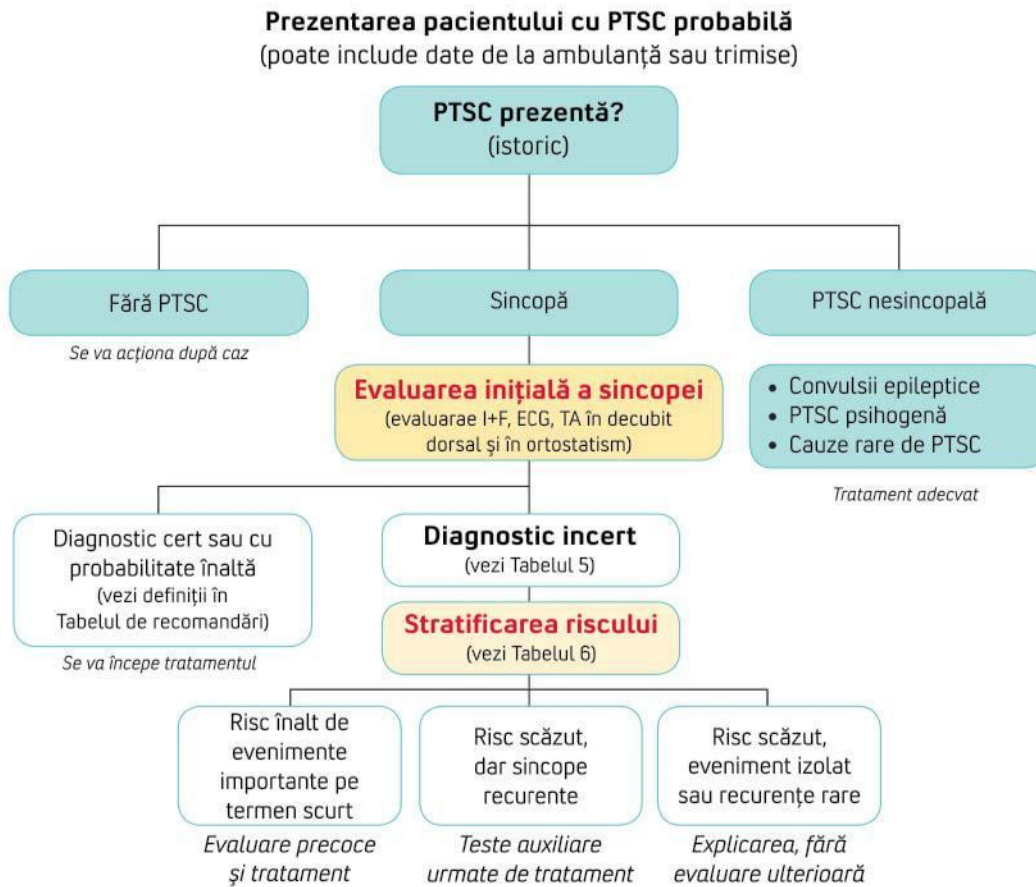 Prezentarea pacientului cu PTSC probabilă
(poate include date de la ambulanță sau trimise)
PTSC prezentă?
(istoric)
Fără PTSC
Se va acționa după caz
Sincopă
PTSC nesincopală
Evaluarea inițială a sincopei
(evaluarae I+F, ECG, TA în decubit
dorsal și în ortostatism)
• Convulsii epileptice
• PTSC psihogenă
• Cauze rare de PTSC
Tratament adecvat
Diagnostic cert sau cu
probabilitate înaltă
(vezi definiții în
Tabelul de recomandări)
Se va începe tratamentul
Diagnostic incert
(vezi Tabelul 5)
Stratificarea riscului
(vezi Tabelul 6)
Risc înalt de
evenimente
importante pe
termen scurt
Evaluare precoce
și tratament
Risc scăzut,
dar sincope
recurente
Teste auxiliare
urmate de tratament
Risc scăzut,
eveniment izolat
sau recurențe rare
Explicarea, fără
evaluare ulterioară